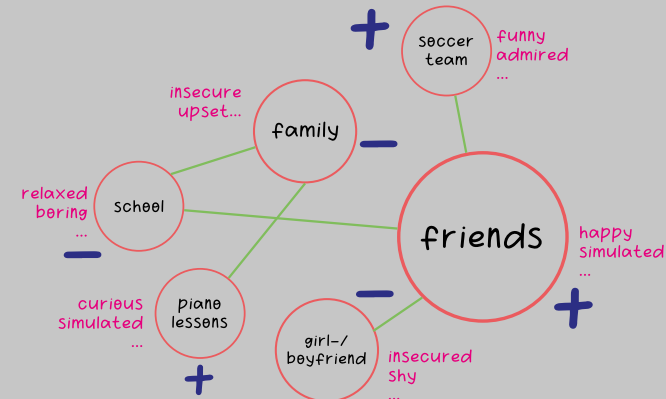 soccer
team
funny
admired
...
insecure
upset...
family
relaxed
boring
...
school
friends
happy
simulated
...
curious
simulated
...
piano
lessons
girl-/
boyfriend
insecured
shy
...